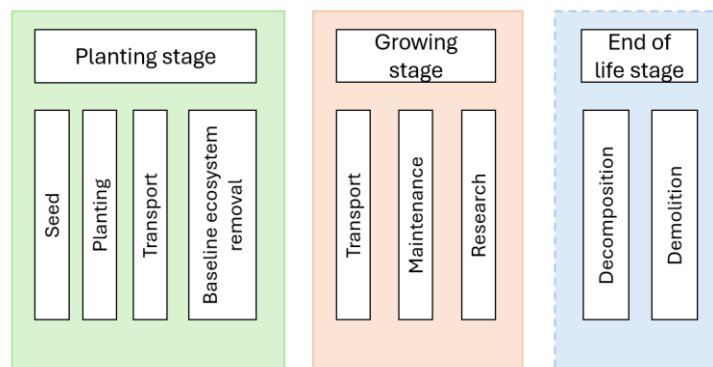 Planting stage
Seed
Planting
Transport
Baseline ecosystem
removal
Growing
stage
Transport
Maintenance
Research
End of
life stage
Decomposition
Demolition